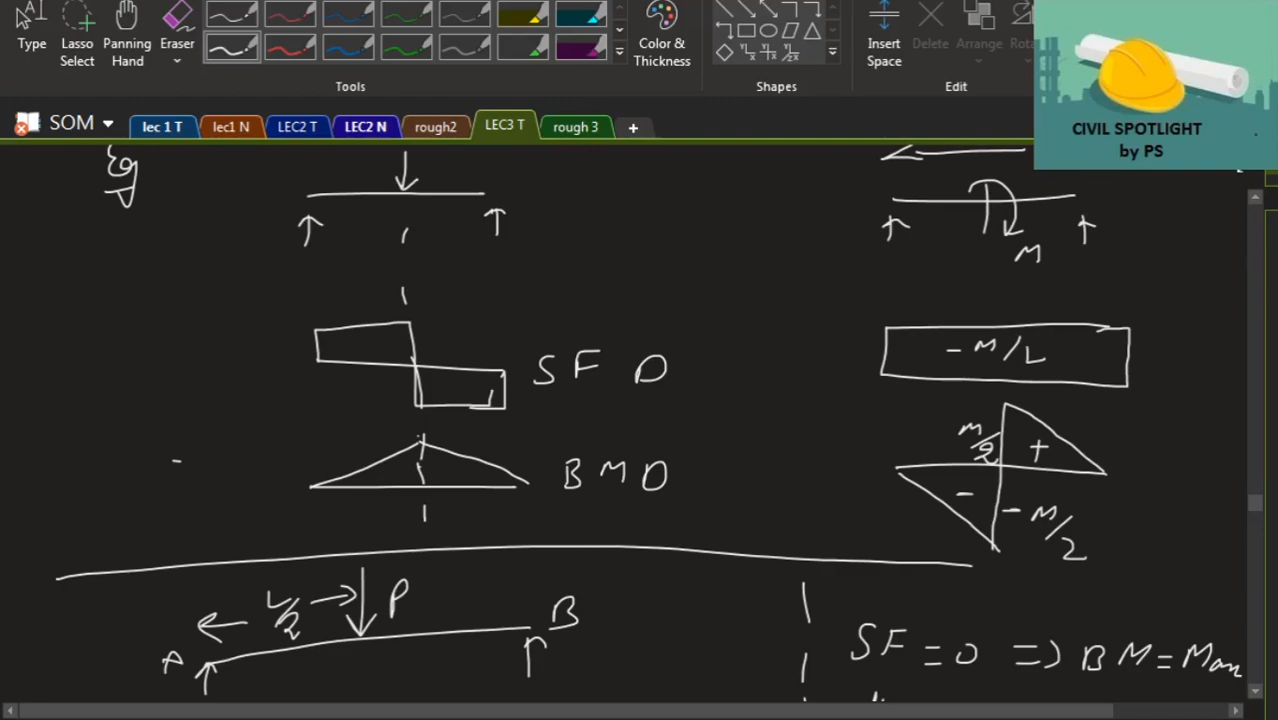 Type
Lasso Select
Panning Hand
Eraser
Color & Thickness
Insert Space
Delete
Arrange
Tools
Shapes
Edit
CIVIL SPOTLIGHT
by PS
SOM
lec 1 T
lec1 N
LEC2 T
LEC2 N
rough2
LEC3 T
rough 3
Eg
M
SFD
- M/L
M/2
+
BMD
-
- M/2
L/2
P
A
B
SF = 0 => BM = Max